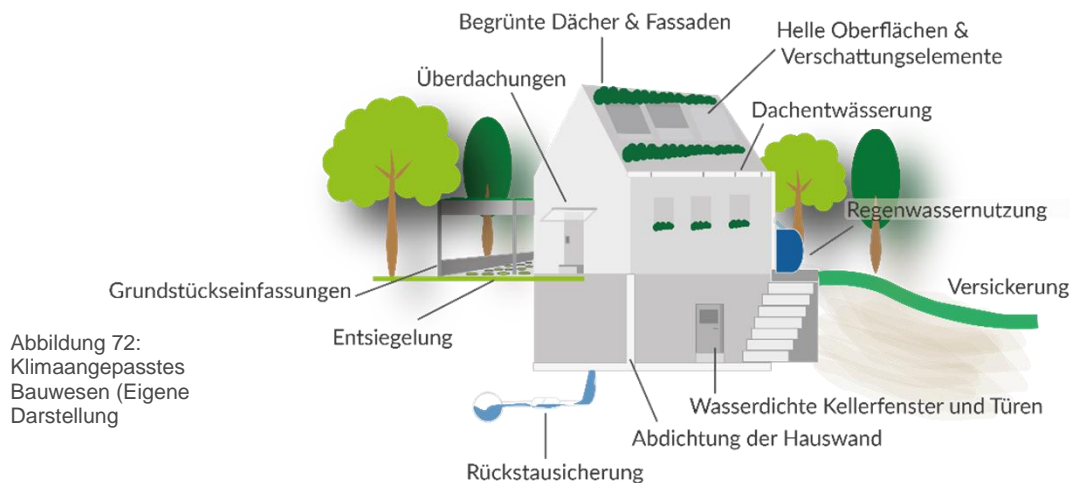 Begrünte Dächer & Fassaden
Helle Oberflächen &
Verschattungselemente
Überdachungen
Dachentwässerung
Regenwassernutzung
Grundstückseinfassungen
Versickerung
Entsiegelung
Abbildung 72:
Klimaangepasstes
Bauwesen (Eigene
Darstellung
Wasserdichte Kellerfenster und Türen
Abdichtung der Hauswand
Rückstausicherung